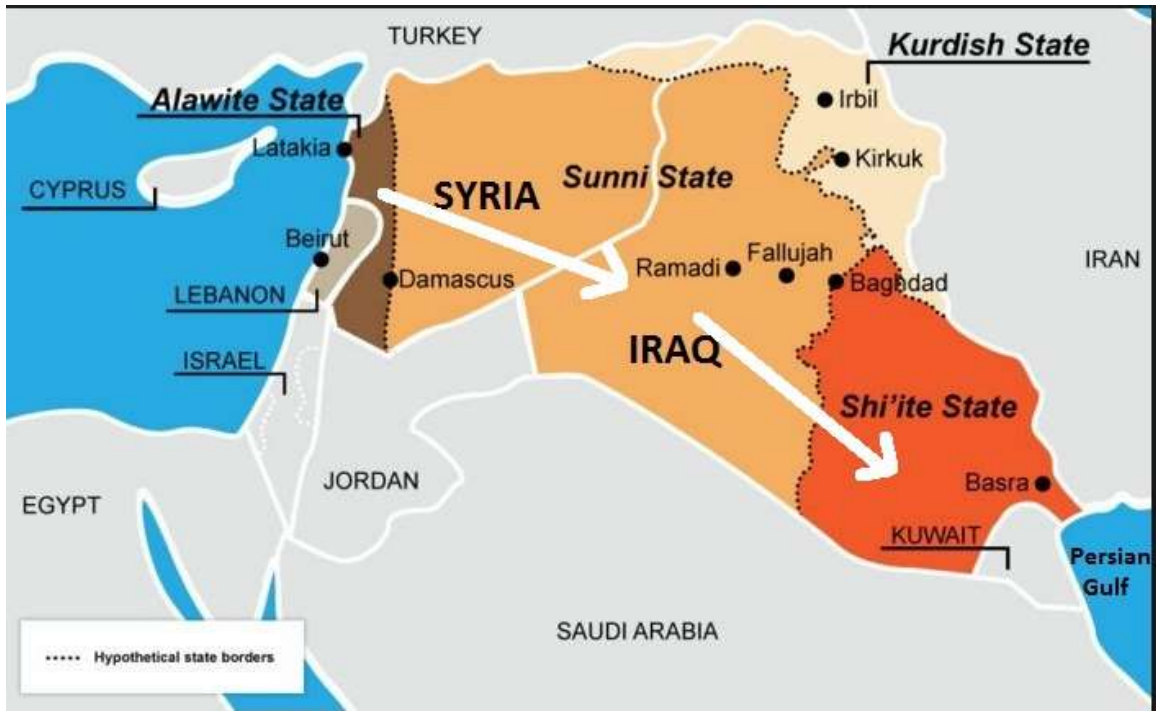 TURKEY
Kurdish State
Alawite State
Irbil
Latakia
Kirkuk
Sunni State
CYPRUS
SYRIA
Beirut
Fallujah
IRAN
Ramadi
Damascus
Baghdad
LEBANON
IRAQ
ISRAEL
Shi'ite State
JORDAN
Basra
EGYPT
KUWAIT
Persian
Gulf
SAUDI ARABIA
Hypothetical state borders